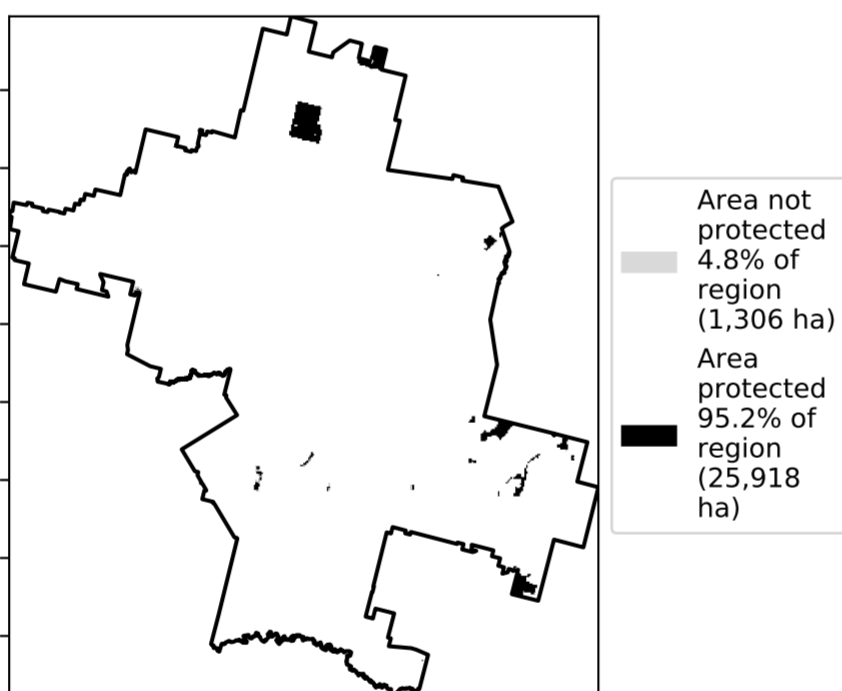 Area not
protected
4.8% of
region
(1,306 ha)
Area
protected
95.2% of
region
(25,918
ha)